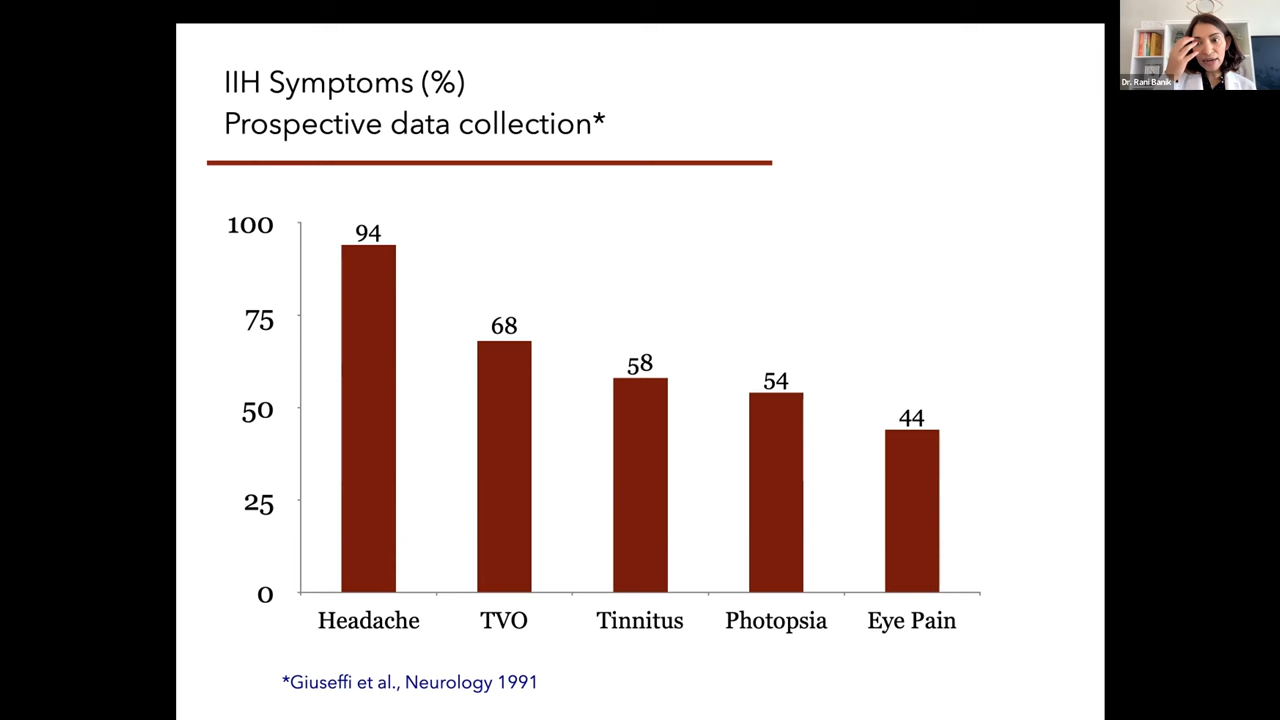 IIH Symptoms (%)
Prospective data collection*
100
75
50
25
0
94
68
58
54
44
Headache TVO Tinnitus Photopsia Eye Pain
*Giuseffi et al., Neurology 1991
Dr. Rani Banik